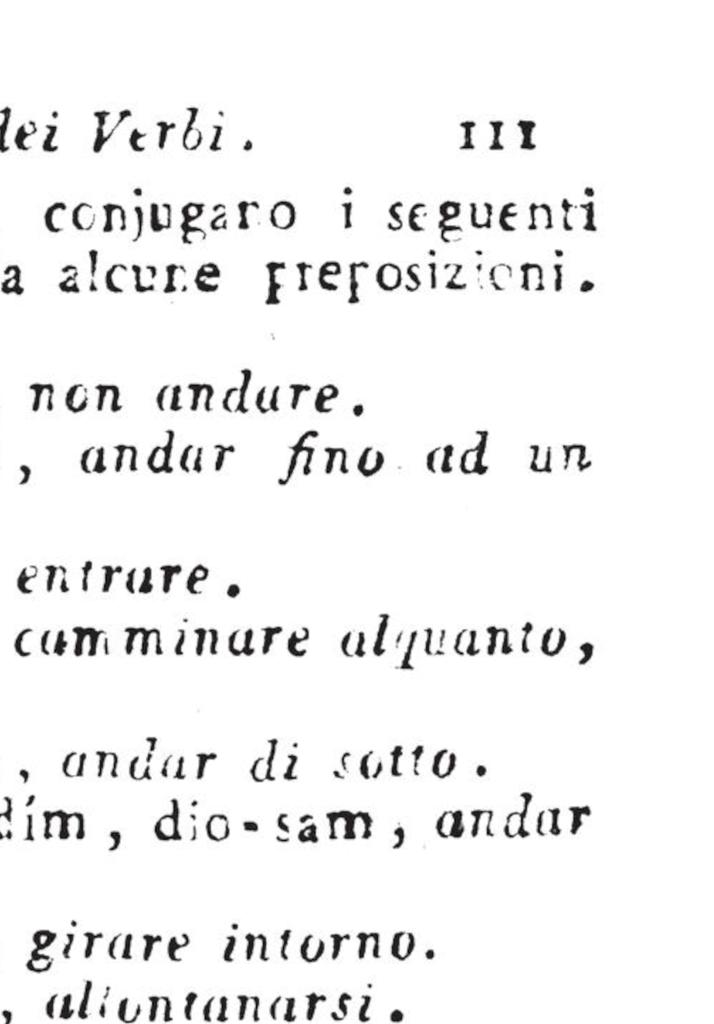 dei Verbi. 111
conjugano i seguenti
a alcune preposizioni.
non andare.
, andar fino ad un
entrare.
camminare alquanto,
, andar di sotto.
dím, dio-sam, andar
girare intorno.
, allontanarsi.